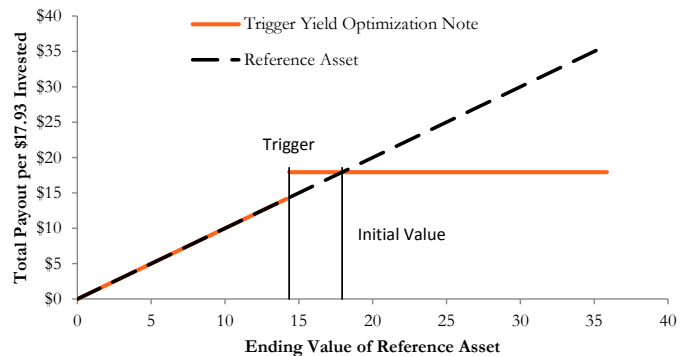 Total Payout per $17.93 Invested
$40
$35
$30
$25
$20
$15
$10
$5
$0
Trigger Yield Optimization Note
Reference Asset
Trigger
Initial Value
0 5 10 15 20 25 30 35 40
Ending Value of Reference Asset